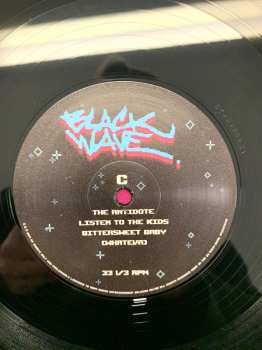 BLACK
WAVE.
C
THE ANTIDOTE
LISTEN TO THE KIDS
BITTERSWEET BABY
(WHATEVA)
33 1/3 RPM